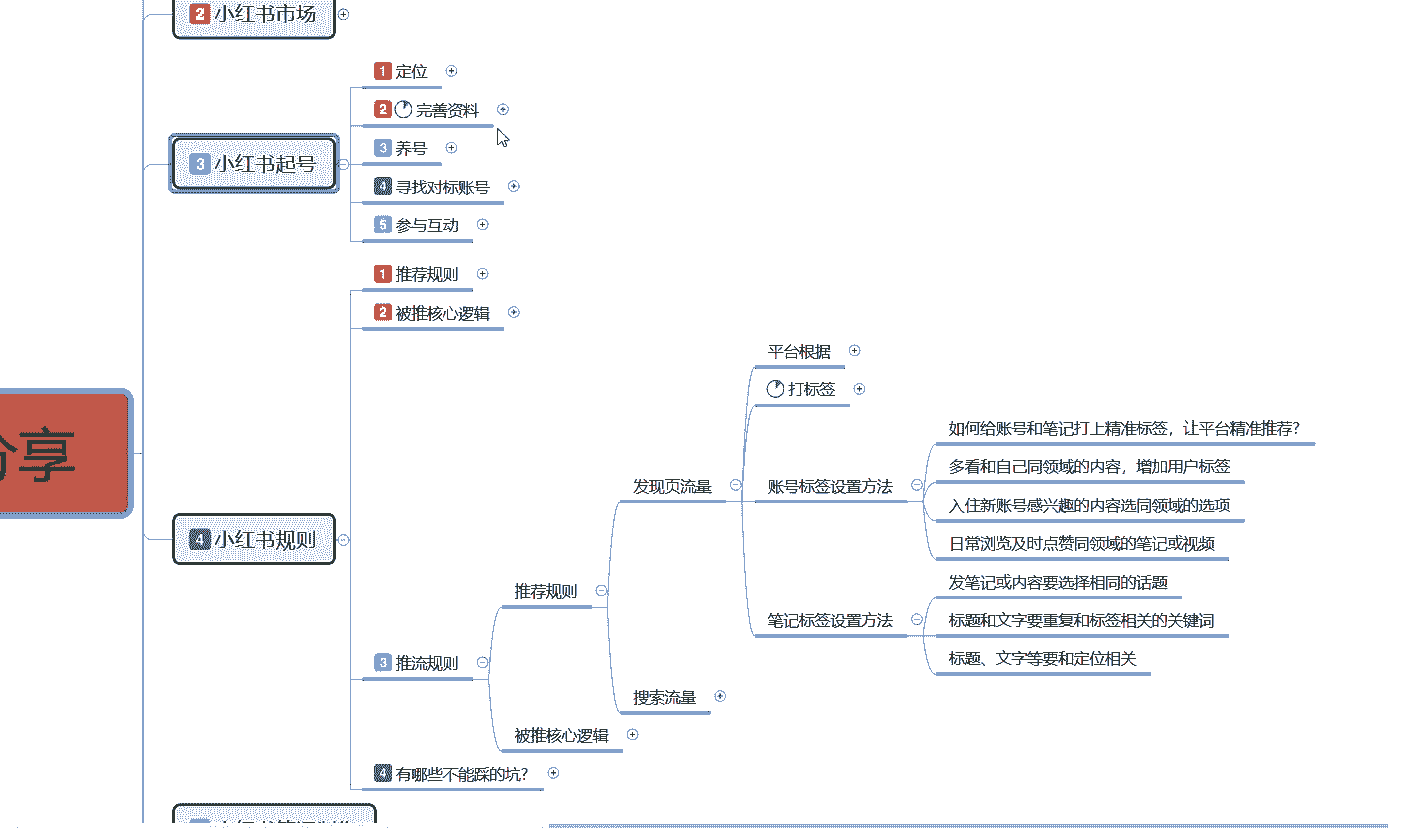 2 小红书市场
3 小红书起号
1 定位
2 完善资料
3 养号
4 寻找对标账号
5 参与互动
享
4 小红书规则
1 推荐规则
2 被推核心逻辑
3 推流规则
推荐规则
发现页流量
平台根据
打标签
账号标签设置方法
如何给账号和笔记打上精准标签，让平台精准推荐？
多看和自己同领域的内容，增加用户标签
入住新账号感兴趣的内容选同领域的选项
日常浏览及时点赞同领域的笔记或视频
笔记标签设置方法
发笔记或内容要选择相同的话题
标题和文字要重复和标签相关的关键词
标题、文字等要和定位相关
搜索流量
被推核心逻辑
4 有哪些不能踩的坑？